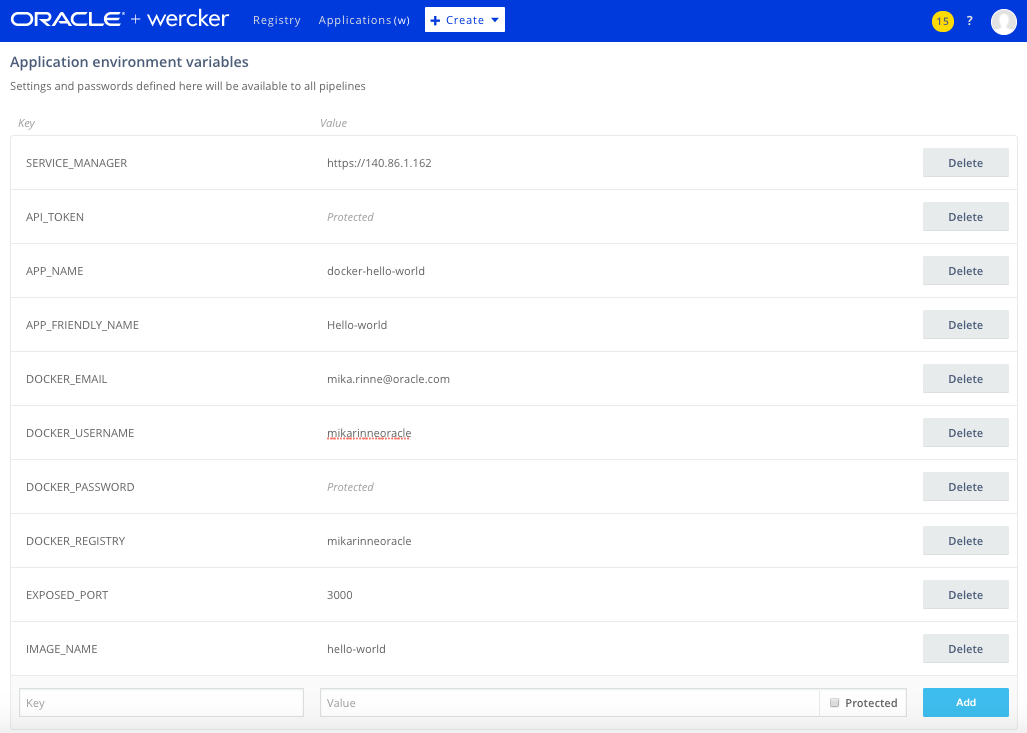 ORACLE + wercker Registry Applications (w) + Create 15 ?
Application environment variables
Settings and passwords defined here will be available to all pipelines
Key Value
SERVICE_MANAGER https://140.86.1.162 Delete
API_TOKEN Protected Delete
APP_NAME docker-hello-world Delete
APP_FRIENDLY_NAME Hello-world Delete
DOCKER_EMAIL mika.rinne@oracle.com Delete
DOCKER_USERNAME mikarinneoracle Delete
DOCKER_PASSWORD Protected Delete
DOCKER_REGISTRY mikarinneoracle Delete
EXPOSED_PORT 3000 Delete
IMAGE_NAME hello-world Delete
Key Value Protected Add